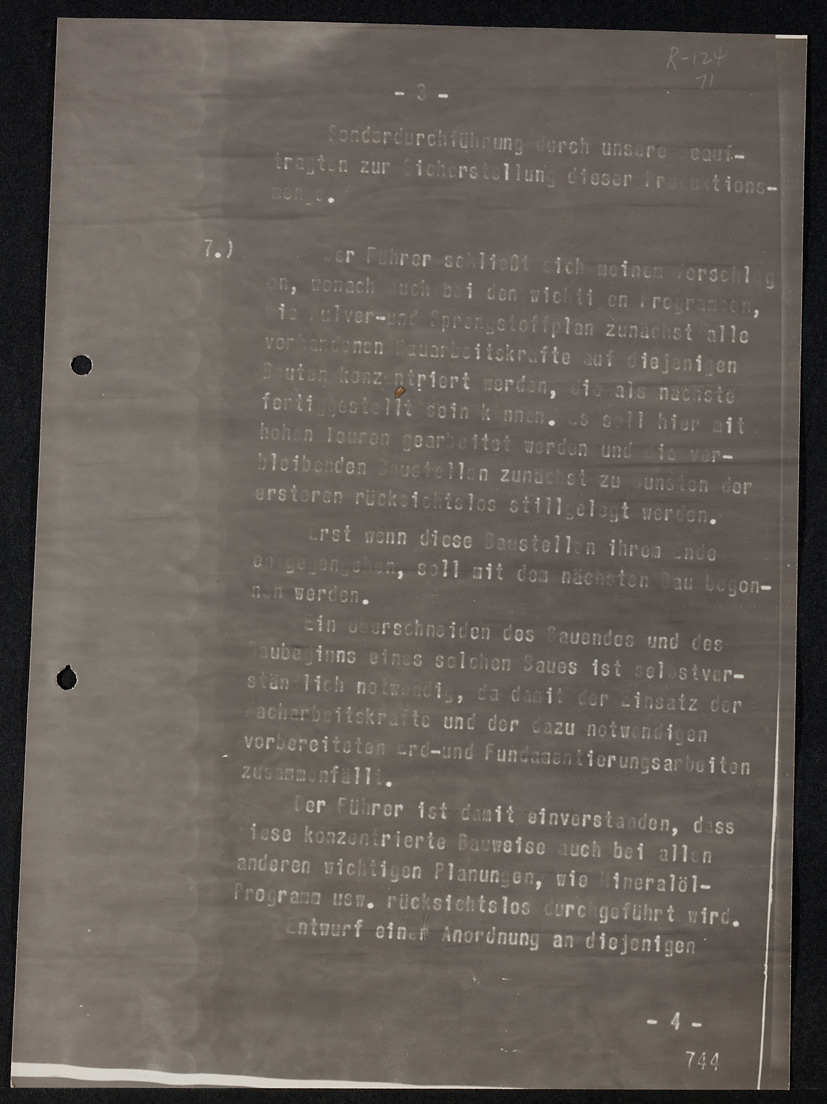 R-124
71
- 3 -
Sonderdurchführung durch unsere Beauf-
tragten zur Sicherstellung dieser Produktions-
menge.
7.) Der Führer schließt sich meinem Vorschlag
an, wonach auch bei den wichtigen Programmen,
wie Pulver-und Sprengstoffplan zunächst alle
vorhandenen Bauarbeitskräfte auf diejenigen
Bauten konzentriert werden, die als nächste
fertiggestellt sein können. Es soll hier mit
hohen Touren gearbeitet werden und die ver-
bleibenden Baustellen zunächst zu Gunsten der
ersteren rücksichtslos stillgelegt werden.
Erst wenn diese Baustellen ihrem Ende
entgegengehen, soll mit dem nächsten Bau begon-
nen werden.
Ein Überschneiden des Bauendes und des
Baubeginns eines solchen Baues ist selbstver-
ständlich notwendig, da damit der Einsatz der
Facharbeitskräfte und der dazu notwendigen
vorbereiteten Erd-und Fundamentierungsarbeiten
zusammenfällt.
Der Führer ist damit einverstanden, dass
diese konzentrierte Bauweise auch bei allen
anderen wichtigen Planungen, wie Mineralöl-
Programm usw. rücksichtslos durchgeführt wird.
Entwurf einer Anordnung an diejenigen
- 4 -
744